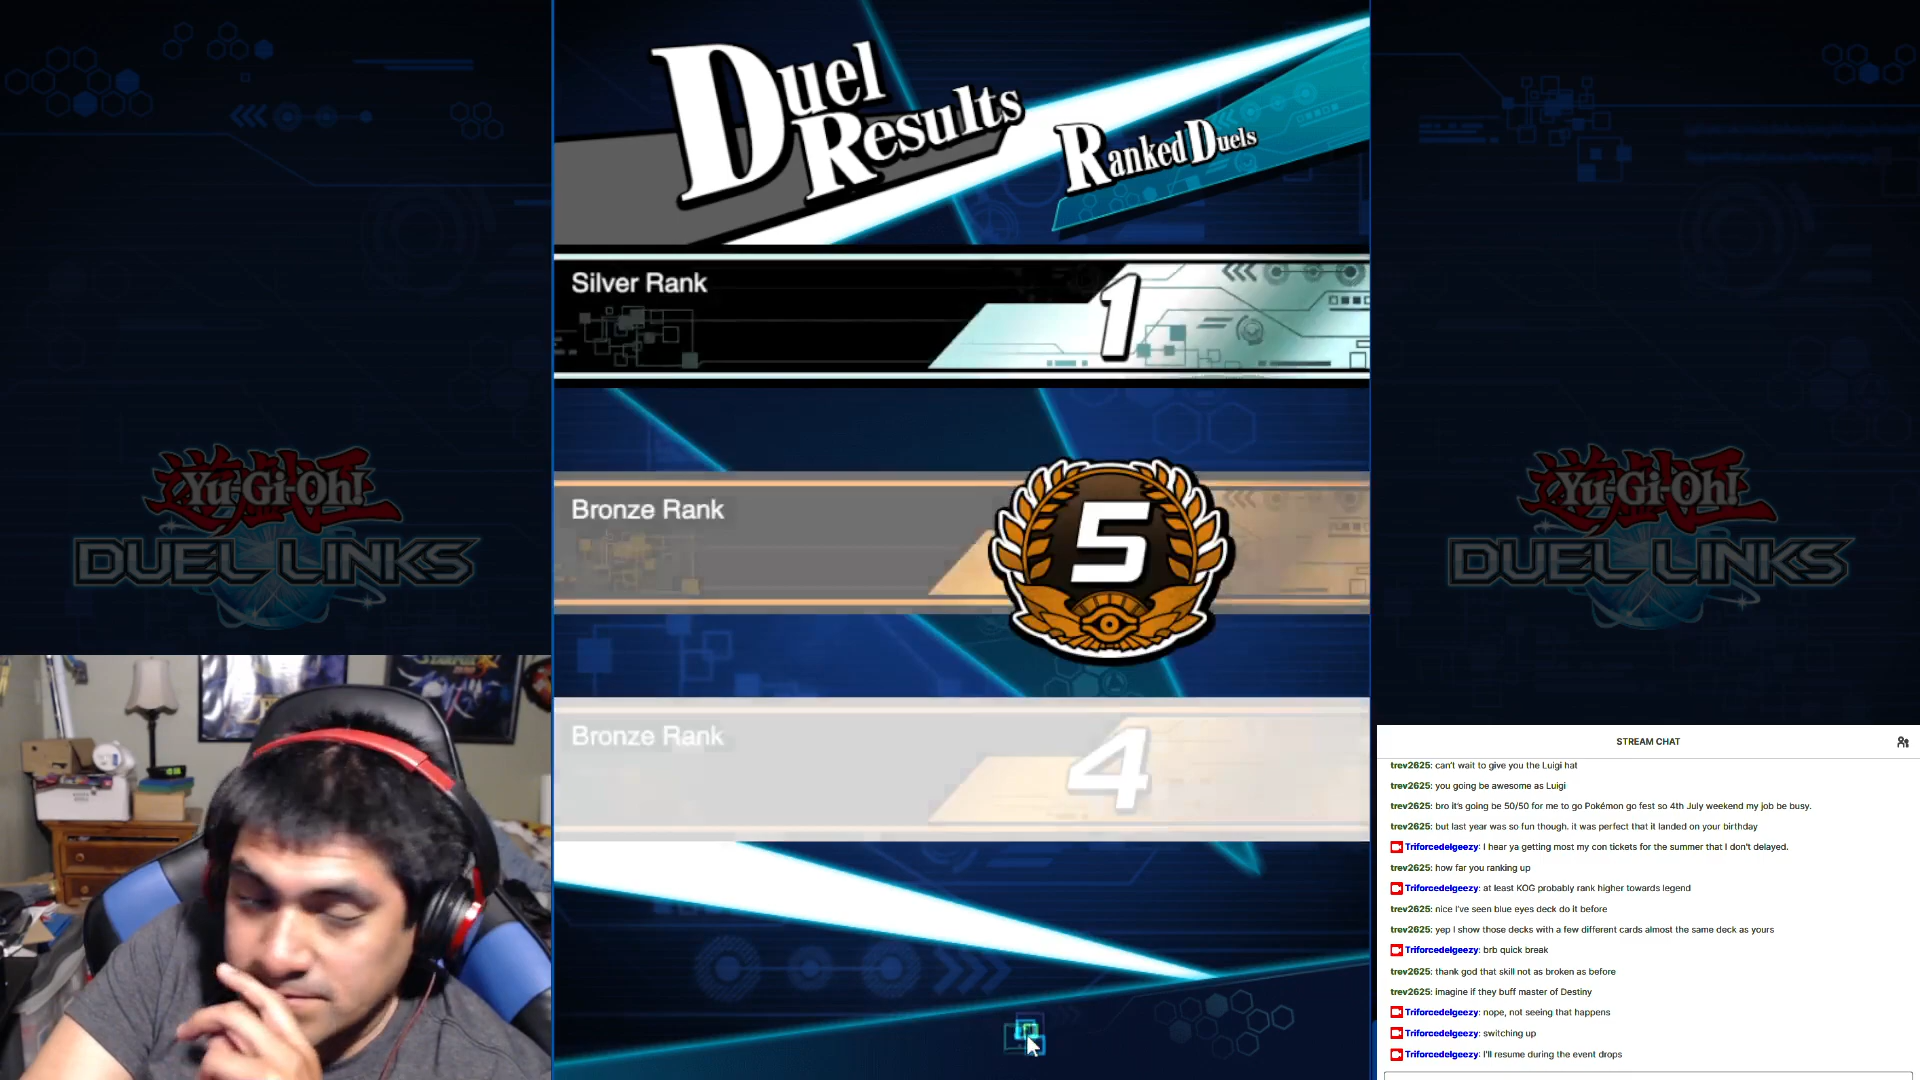 Duel
Results
Ranked Duels
Silver Rank
1
Bronze Rank
5
Bronze Rank
4
遊戯王
Yu-Gi-Oh!
DUEL LINKS
遊戯王
Yu-Gi-Oh!
DUEL LINKS
STREAM CHAT
trev2625: can't wait to give you the Luigi hat
trev2625: you going be awesome as Luigi
trev2625: bro it's going be 50/50 for me to go Pokémon go fest so 4th July weekend my job be busy.
trev2625: but last year was so fun though. it was perfect that it landed on your birthday
Triforcedelgeezy: I hear ya getting most my con tickets for the summer that I don't delayed.
trev2625: how far you ranking up
Triforcedelgeezy: at least KOG probably rank higher towards legend
trev2625: nice I've seen blue eyes deck do it before
trev2625: yep I show those decks with a few different cards almost the same deck as yours
Triforcedelgeezy: brb quick break
trev2625: thank god that skill not as broken as before
trev2625: imagine if they buff master of Destiny
Triforcedelgeezy: nope, not seeing that happens
Triforcedelgeezy: switching up
Triforcedelgeezy: I'll resume during the event drops